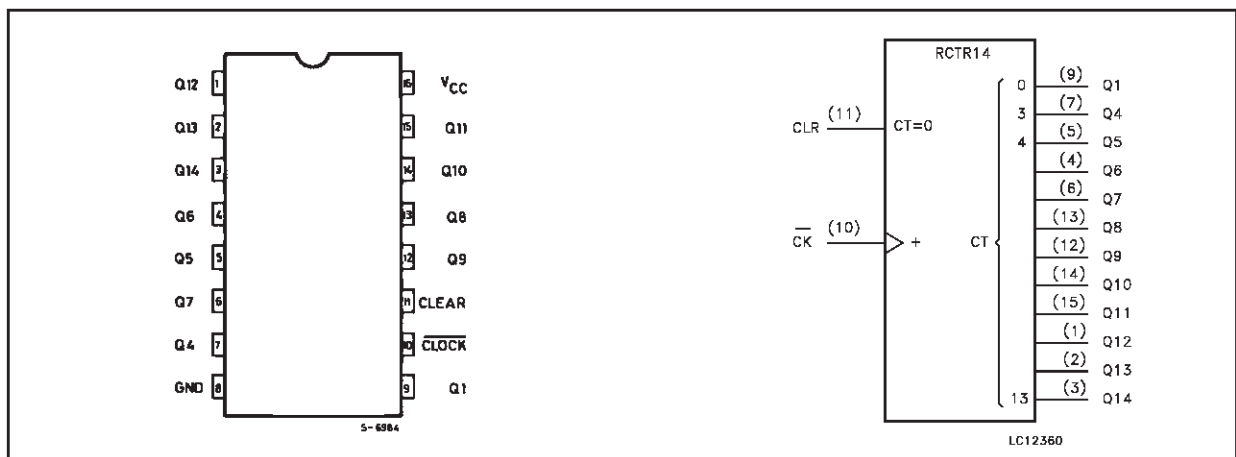 Q12 1 16 VCC
Q13 2 15 Q11
Q14 3 14 Q10
Q6 4 13 Q8
Q5 5 12 Q9
Q7 6 11 CLEAR
Q4 7 10 C̅L̅O̅C̅K̅
GND 8 9 Q1
S-6984
RCTR14
0 (9) Q1
3 (7) Q4
CLR (11) CT=0
4 (5) Q5
(4) Q6
(6) Q7
(13) Q8
C̅K̅ (10) + CT (12) Q9
(14) Q10
(15) Q11
(1) Q12
(2) Q13
13 (3) Q14
LC12360